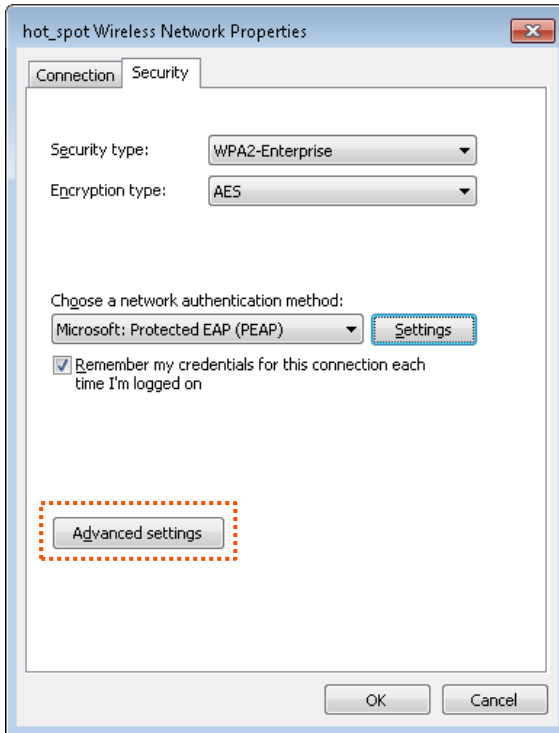 hot_spot Wireless Network Properties
Connection
Security
Security type:
WPA2-Enterprise
Encryption type:
AES
Choose a network authentication method:
Microsoft: Protected EAP (PEAP)
Settings
Remember my credentials for this connection each
time I'm logged on
Advanced settings
OK
Cancel